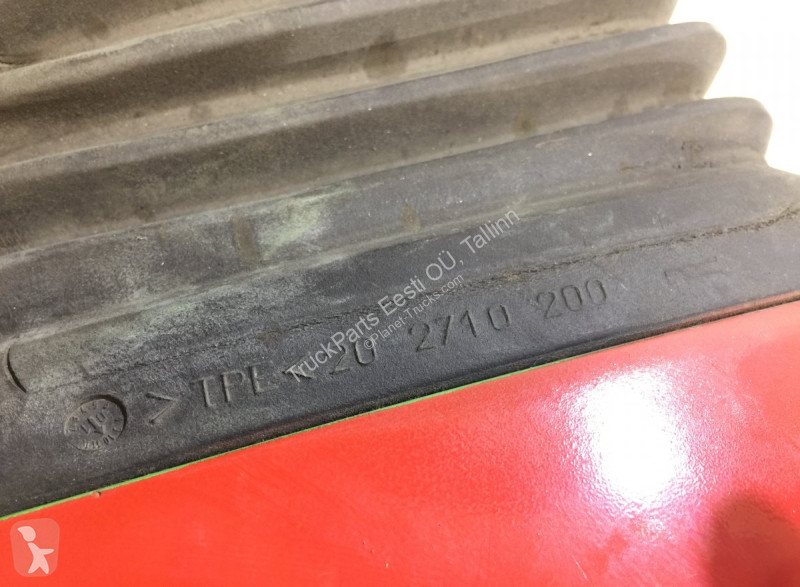 TruckParts Eesti OÜ, Tallinn
©Planet-Trucks.com
>TPE< 20 2710 200